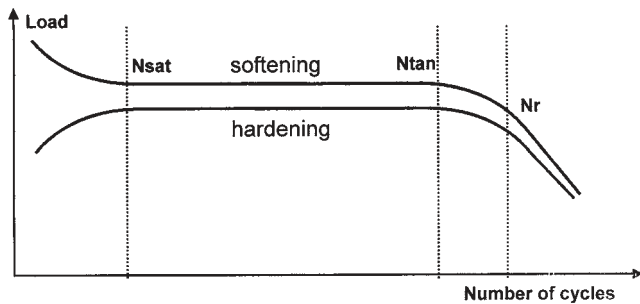 Load
Nsat
softening
Ntan
Nr
hardening
Number of cycles